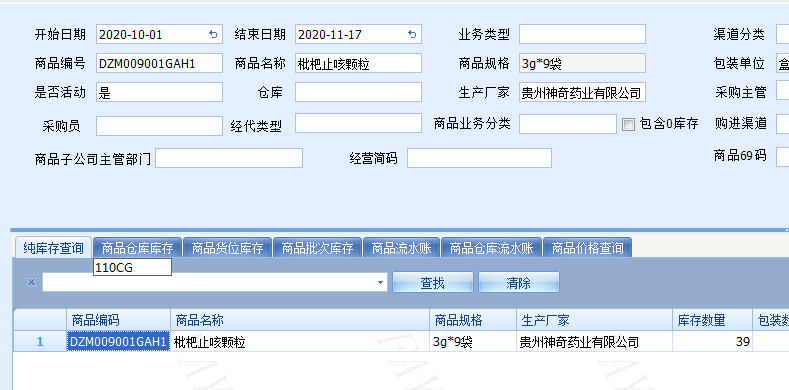 开始日期 2020-10-01 结束日期 2020-11-17 业务类型 渠道分类
商品编号 DZM009001GAH1 商品名称 枇杷止咳颗粒 商品规格 3g*9袋 包装单位 盒
是否活动 是 仓库 生产厂家 贵州神奇药业有限公司 采购主管
采购员 经代类型 商品业务分类 包含0库存 购进渠道
商品子公司主管部门 经营简码 商品69码
纯库存查询 商品仓库库存 商品货位库存 商品批次库存 商品流水账 商品仓库流水账 商品价格查询
110CG
查找 清除
商品编码 商品名称 商品规格 生产厂家 库存数量 包装数
1 DZM009001GAH1 枇杷止咳颗粒 3g*9袋 贵州神奇药业有限公司 39